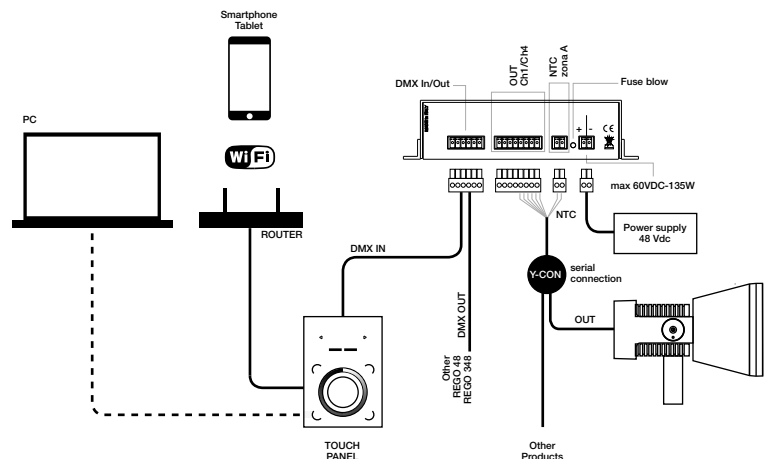 Smartphone
Tablet
PC
WiFi
ROUTER
DMX In/Out
OUT
Ch1/Ch4
NTC
zona A
Fuse blow
+ -
CE
max 60VDC-135W
NTC
Power supply
48 Vdc
DMX IN
DMX OUT
Other
REGO 48
REGO 348
Y-CON
serial
connection
OUT
TOUCH
PANEL
Other
Products